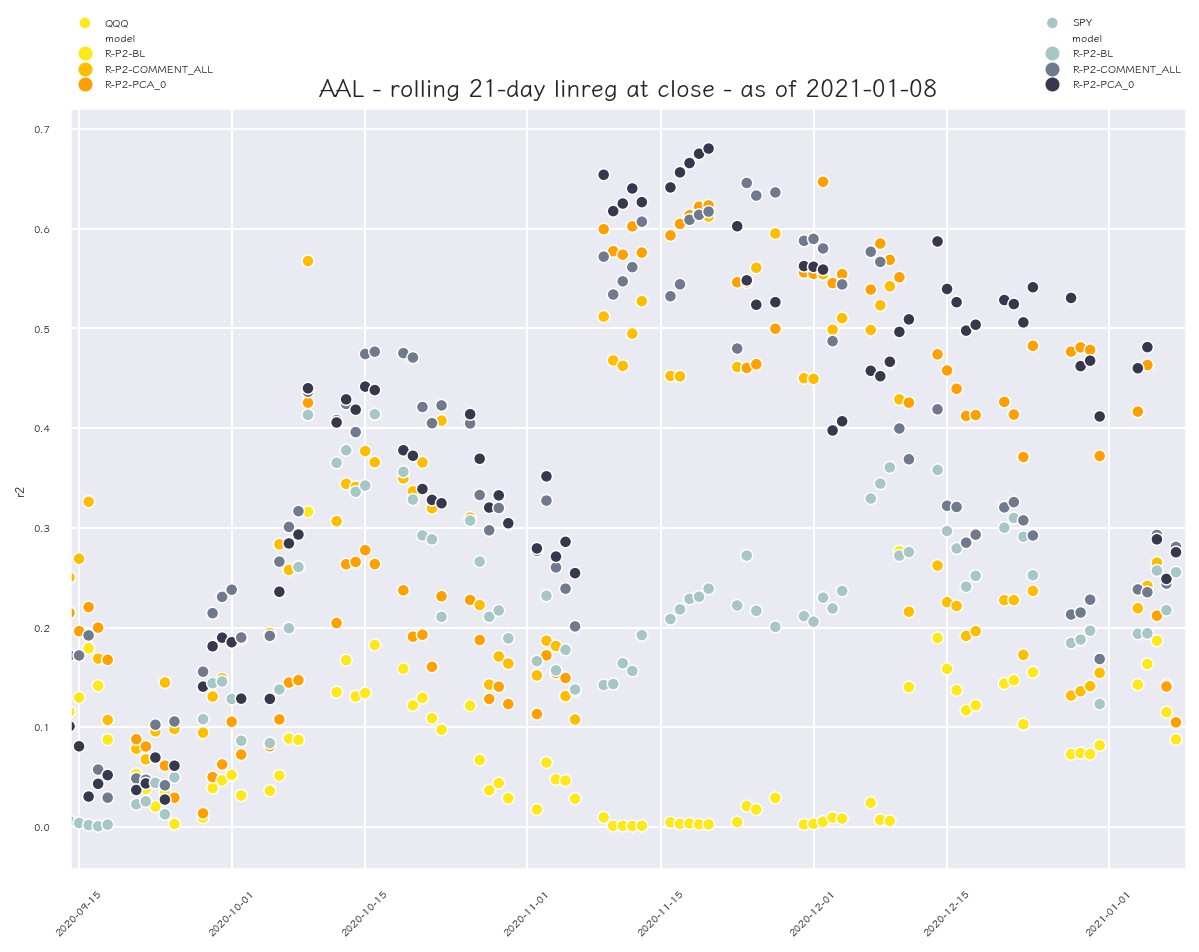 QQQ
model
R-P2-BL
R-P2-COMMENT_ALL
R-P2-PCA_0
SPY
model
R-P2-BL
R-P2-COMMENT_ALL
R-P2-PCA_0
AAL - rolling 21-day linreg at close - as of 2021-01-08
0.7
0.6
0.5
0.4
0.3
0.2
0.1
0.0
r2
2020-09-15
2020-10-01
2020-10-15
2020-11-01
2020-11-15
2020-12-01
2020-12-15
2021-01-01